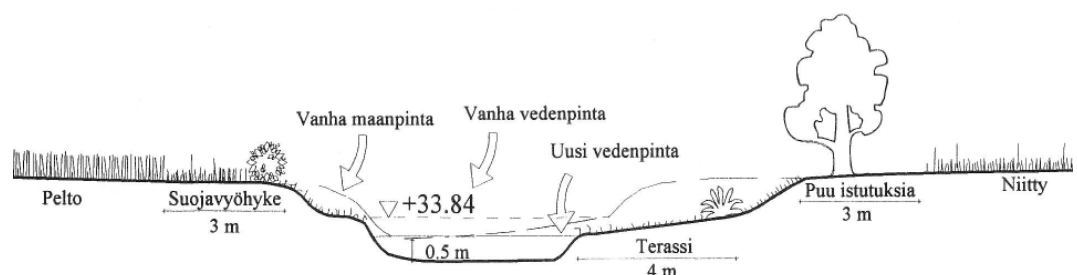 Vanha maanpinta
Vanha vedenpinta
Uusi vedenpinta
Pelto
Suojavyöhyke
3 m
+33.84
0.5 m
Terassi
4 m
Puu istutuksia
3 m
Niitty